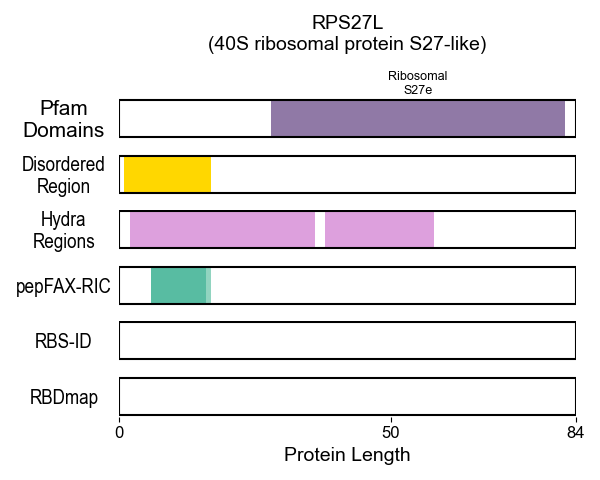 RPS27L
(40S ribosomal protein S27-like)
Ribosomal
S27e
Pfam
Domains
Disordered
Region
Hydra
Regions
pepFAX-RIC
RBS-ID
RBDmap
0 50 84
Protein Length